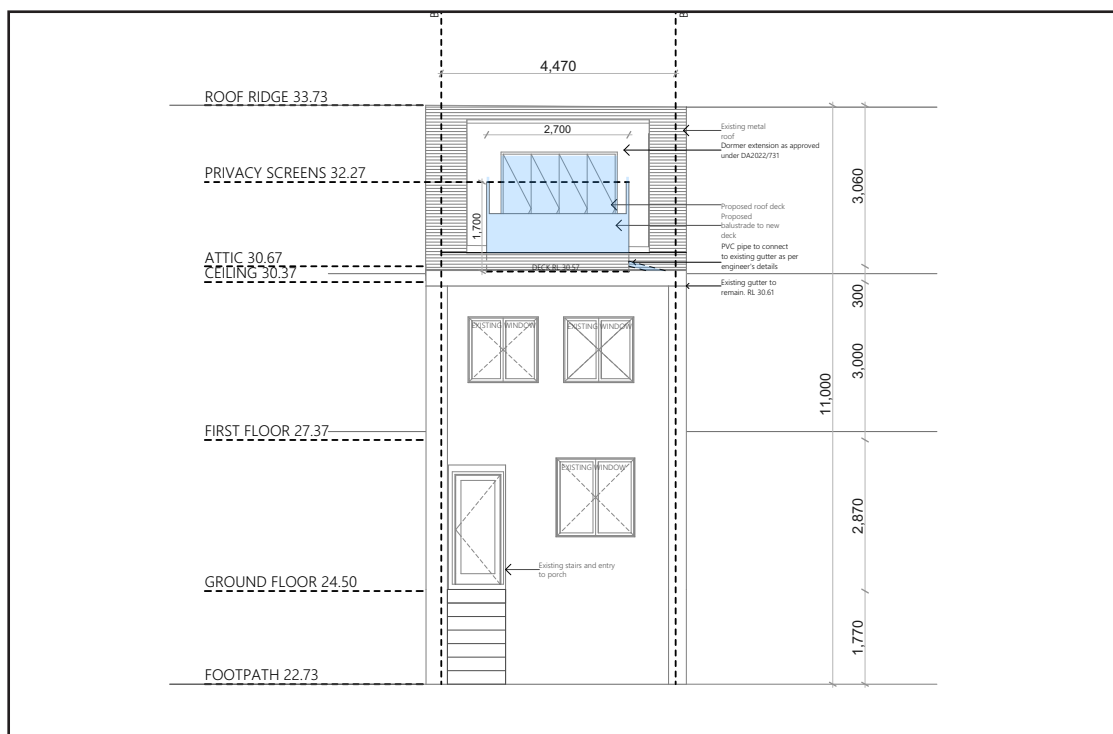 4,470
ROOF RIDGE 33.73
2,700
Existing metal
roof
Dormer extension as approved
under DA2022/731
PRIVACY SCREENS 32.27
3,060
1,700
Proposed roof deck
Proposed
balustrade to new
deck
PVC pipe to connect
to existing gutter as per
engineer's details
ATTIC 30.67
DECK RL 30.57
CEILING 30.37
Existing gutter to
remain. RL 30.61
300
EXISTING WINDOW
EXISTING WINDOW
3,000
11,000
FIRST FLOOR 27.37
EXISTING WINDOW
2,870
Existing stairs and entry
to porch
GROUND FLOOR 24.50
1,770
FOOTPATH 22.73